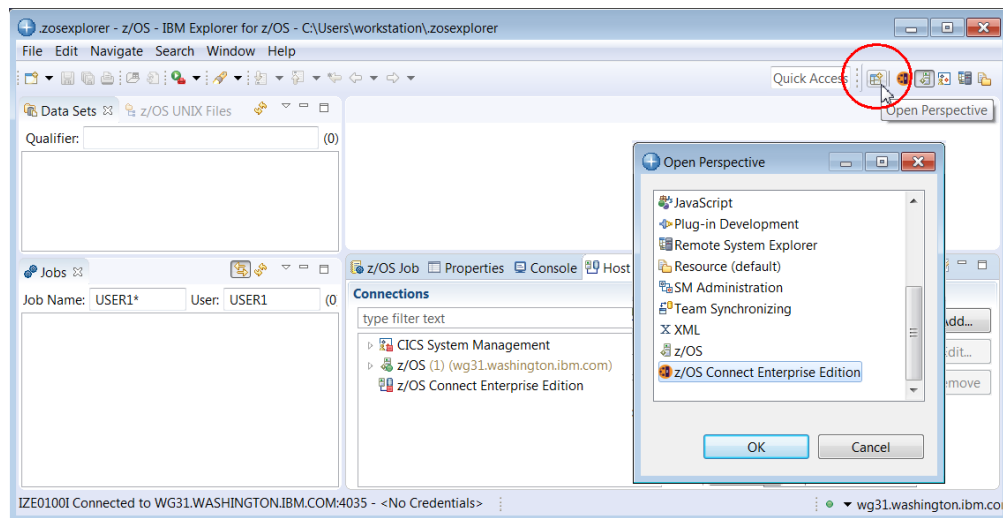 .zosexplorer - z/OS - IBM Explorer for z/OS - C:\Users\workstation\.zosexplorer
File Edit Navigate Search Window Help
Quick Access
Open Perspective
Data Sets z/OS UNIX Files
Qualifier: (0)
Open Perspective
JavaScript
Plug-in Development
Remote System Explorer
Resource (default)
SM Administration
Team Synchronizing
XML
z/OS
z/OS Connect Enterprise Edition
OK Cancel
Jobs
Job Name: USER1* User: USER1 (0
z/OS Job Properties Console Host
Connections
type filter text
CICS System Management
z/OS (1) (wg31.washington.ibm.com)
z/OS Connect Enterprise Edition
dd...
dit...
move
IZE0100I Connected to WG31.WASHINGTON.IBM.COM:4035 - <No Credentials>
wg31.washington.ibm.co